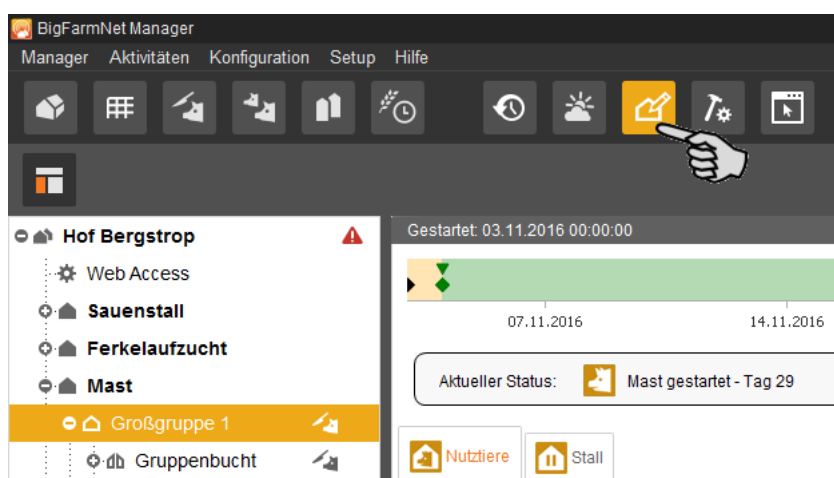 BigFarmNet Manager
Manager Aktivitäten Konfiguration Setup Hilfe
Hof Bergstrop
Web Access
Sauenstall
Ferkelaufzucht
Mast
Großgruppe 1
Gruppenbucht
Gestartet: 03.11.2016 00:00:00
07.11.2016 14.11.2016
Aktueller Status: Mast gestartet - Tag 29
Nutztiere Stall